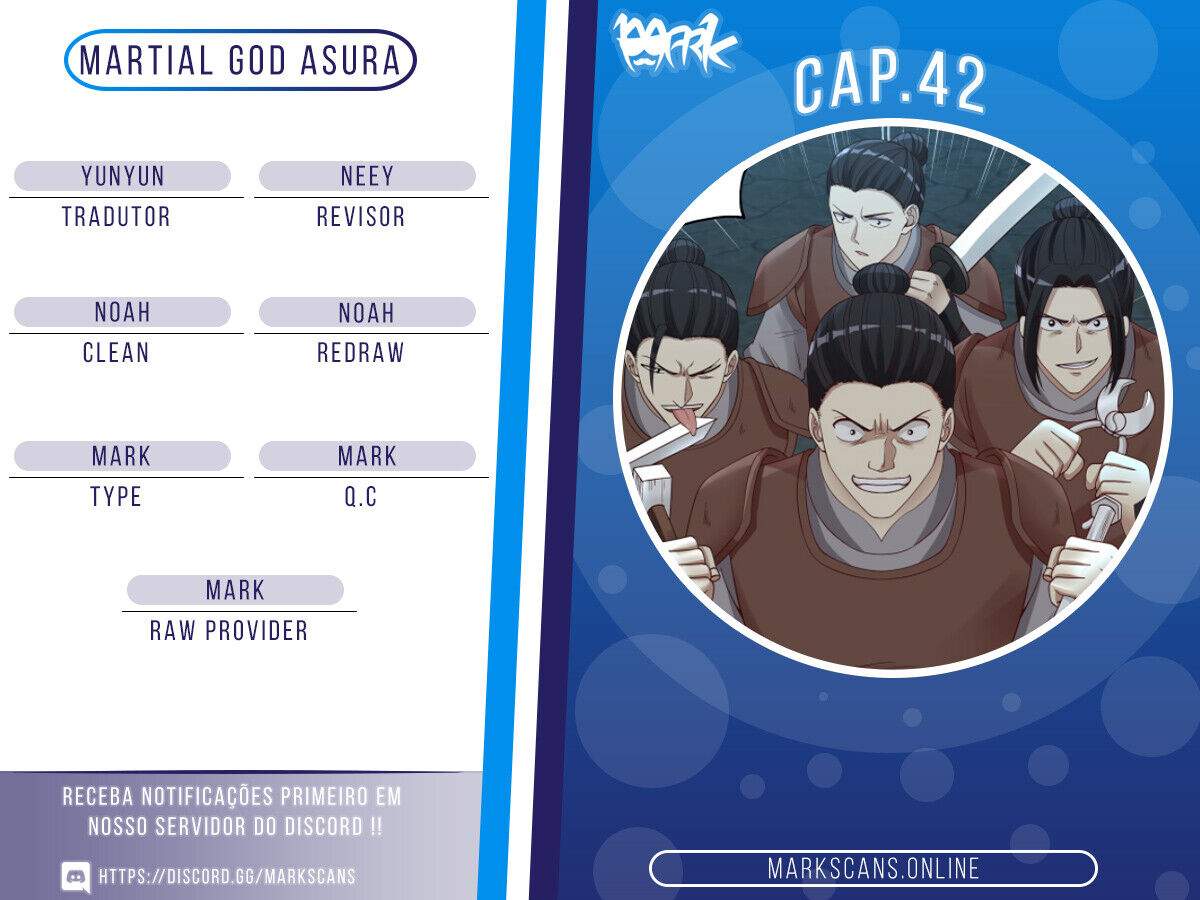 MARTIAL GOD ASURA
YUNYUN
TRADUTOR
NEEY
REVISOR
NOAH
CLEAN
NOAH
REDRAW
MARK
TYPE
MARK
Q.C
MARK
RAW PROVIDER
RECEBA NOTIFICAÇÕES PRIMEIRO EM
NOSSO SERVIDOR DO DISCORD !!
HTTPS://DISCORD.GG/MARKSCANS
MARK
CAP.42
MARKSCANS.ONLINE